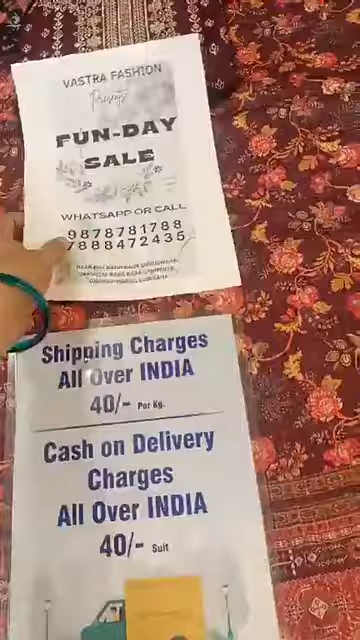 VASTRA FASHION
FUN-DAY
SALE
WHATSAPP OR CALL
9878781788
7888472435
Shipping Charges
All Over INDIA
40/- Per Kg.
Cash on Delivery
Charges
All Over INDIA
40/- Suit